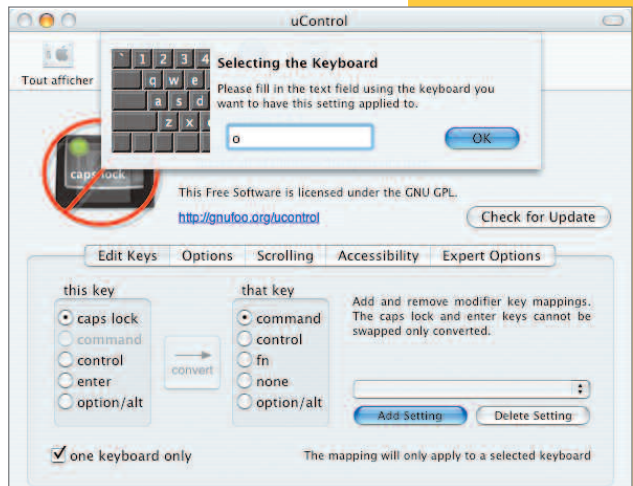 uControl
Tout afficher
` 1 2 3 4
q w e
a s d
z x
Selecting the Keyboard
Please fill in the text field using the keyboard you
want to have this setting applied to.
o
OK
caps lock
This Free Software is licensed under the GNU GPL.
http://gnufoo.org/ucontrol
Check for Update
Edit Keys Options Scrolling Accessibility Expert Options
this key
caps lock
command
control
enter
option/alt
convert
that key
command
control
fn
none
option/alt
Add and remove modifier key mappings.
The caps lock and enter keys cannot be
swapped only converted.
Add Setting Delete Setting
one keyboard only
The mapping will only apply to a selected keyboard